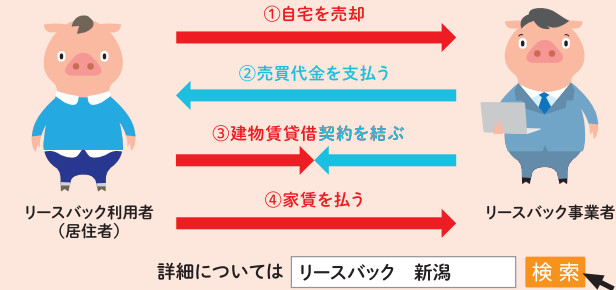 ①自宅を売却
②売買代金を支払う
③建物賃貸借契約を結ぶ
④家賃を払う
リースバック利用者
（居住者）
リースバック事業者
詳細については リースバック　新潟 検索